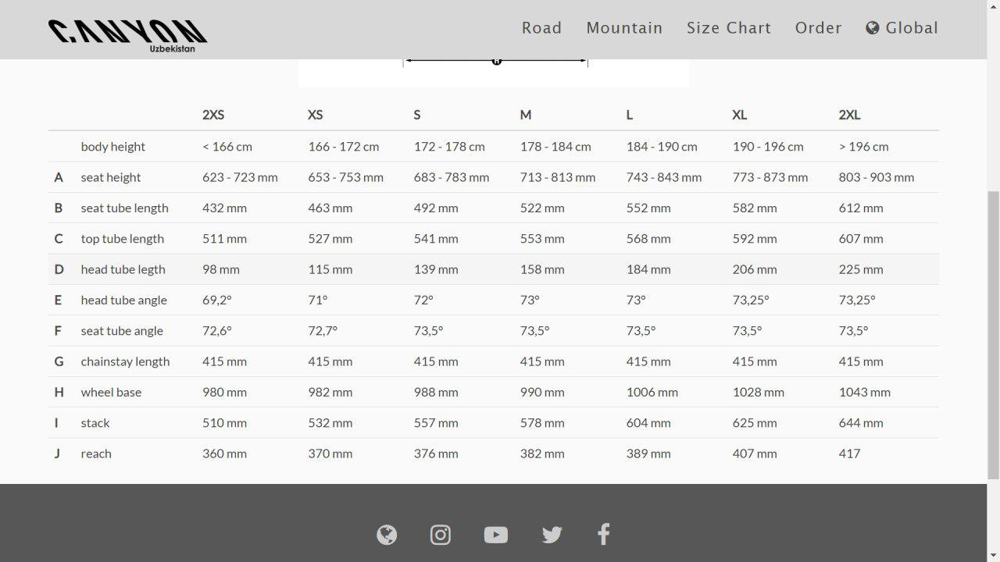 CANYON
Uzbekistan
Road Mountain Size Chart Order Global
H
2XS XS S M L XL 2XL
body height < 166 cm 166 - 172 cm 172 - 178 cm 178 - 184 cm 184 - 190 cm 190 - 196 cm > 196 cm
A seat height 623 - 723 mm 653 - 753 mm 683 - 783 mm 713 - 813 mm 743 - 843 mm 773 - 873 mm 803 - 903 mm
B seat tube length 432 mm 463 mm 492 mm 522 mm 552 mm 582 mm 612 mm
C top tube length 511 mm 527 mm 541 mm 553 mm 568 mm 592 mm 607 mm
D head tube legth 98 mm 115 mm 139 mm 158 mm 184 mm 206 mm 225 mm
E head tube angle 69,2° 71° 72° 73° 73° 73,25° 73,25°
F seat tube angle 72,6° 72,7° 73,5° 73,5° 73,5° 73,5° 73,5°
G chainstay length 415 mm 415 mm 415 mm 415 mm 415 mm 415 mm 415 mm
H wheel base 980 mm 982 mm 988 mm 990 mm 1006 mm 1028 mm 1043 mm
I stack 510 mm 532 mm 557 mm 578 mm 604 mm 625 mm 644 mm
J reach 360 mm 370 mm 376 mm 382 mm 389 mm 407 mm 417